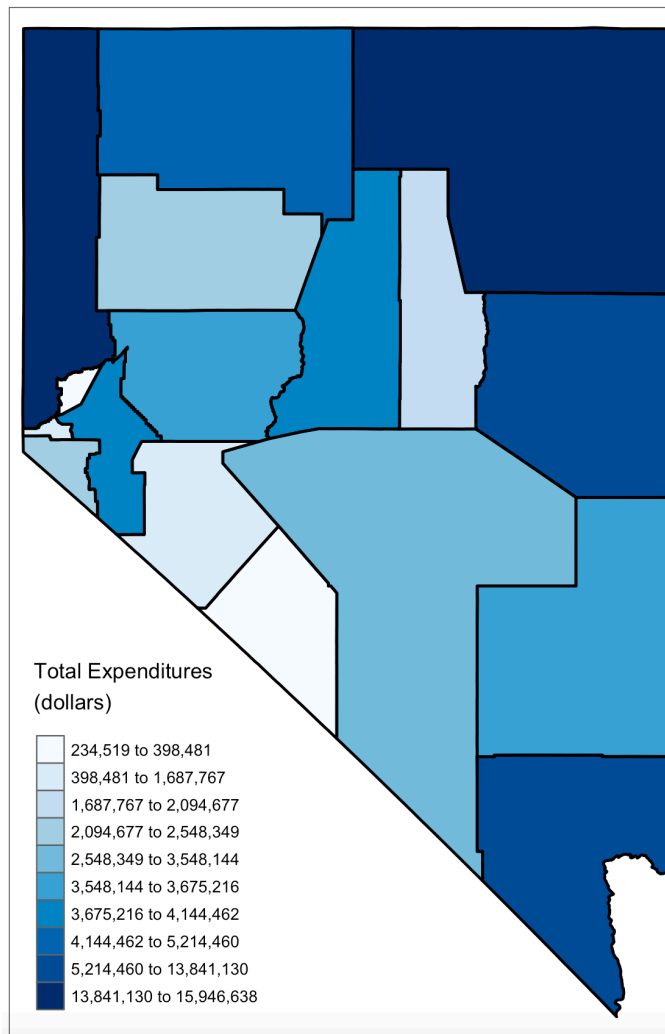 Total Expenditures
(dollars)
234,519 to 398,481
398,481 to 1,687,767
1,687,767 to 2,094,677
2,094,677 to 2,548,349
2,548,349 to 3,548,144
3,548,144 to 3,675,216
3,675,216 to 4,144,462
4,144,462 to 5,214,460
5,214,460 to 13,841,130
13,841,130 to 15,946,638